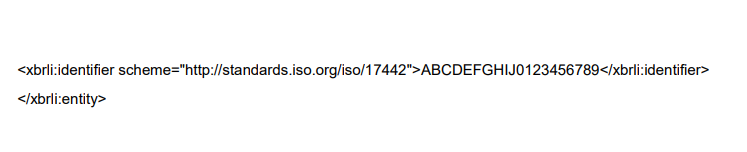 <xbrli:identifier scheme="http://standards.iso.org/iso/17442">ABCDEFGHIJ0123456789</xbrli:identifier>
</xbrli:entity>